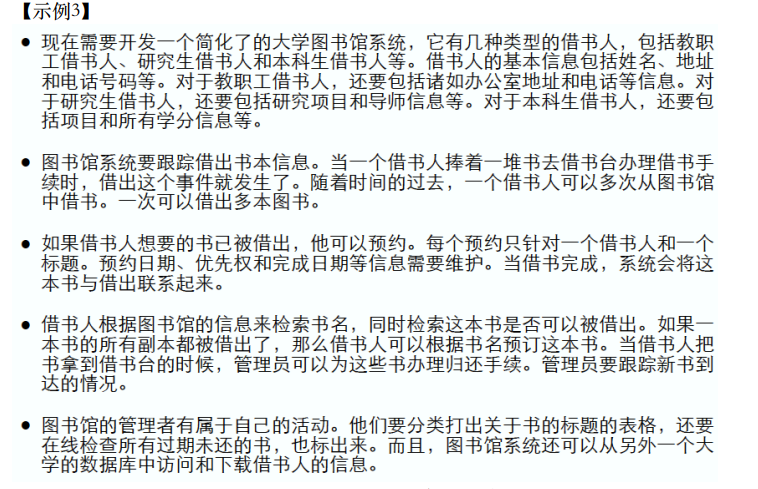 【示例3】
● 现在需要开发一个简化了的大学图书馆系统，它有几种类型的借书人，包括教职
工借书人、研究生借书人和本科生借书人等。借书人的基本信息包括姓名、地址
和电话号码等。对于教职工借书人，还要包括诸如办公室地址和电话等信息。对
于研究生借书人，还要包括研究项目和导师信息等。对于本科生借书人，还要包
括项目和所有学分信息等。
● 图书馆系统要跟踪借出书本信息。当一个借书人捧着一堆书去借书台办理借书手
续时，借出这个事件就发生了。随着时间的过去，一个借书人可以多次从图书馆
中借书。一次可以借出多本图书。
● 如果借书人想要的书已被借出，他可以预约。每个预约只针对一个借书人和一个
标题。预约日期、优先权和完成日期等信息需要维护。当借书完成，系统会将这
本书与借出联系起来。
● 借书人根据图书馆的信息来检索书名，同时检索这本书是否可以被借出。如果一
本书的所有副本都被借出了，那么借书人可以根据书名预订这本书。当借书人把
书拿到借书台的时候，管理员可以为这些书办理归还手续。管理员要跟踪新书到
达的情况。
● 图书馆的管理者有属于自己的活动。他们要分类打出关于书的标题的表格，还要
在线检查所有过期未还的书，也标出来。而且，图书馆系统还可以从另外一个大
学的数据库中访问和下载借书人的信息。